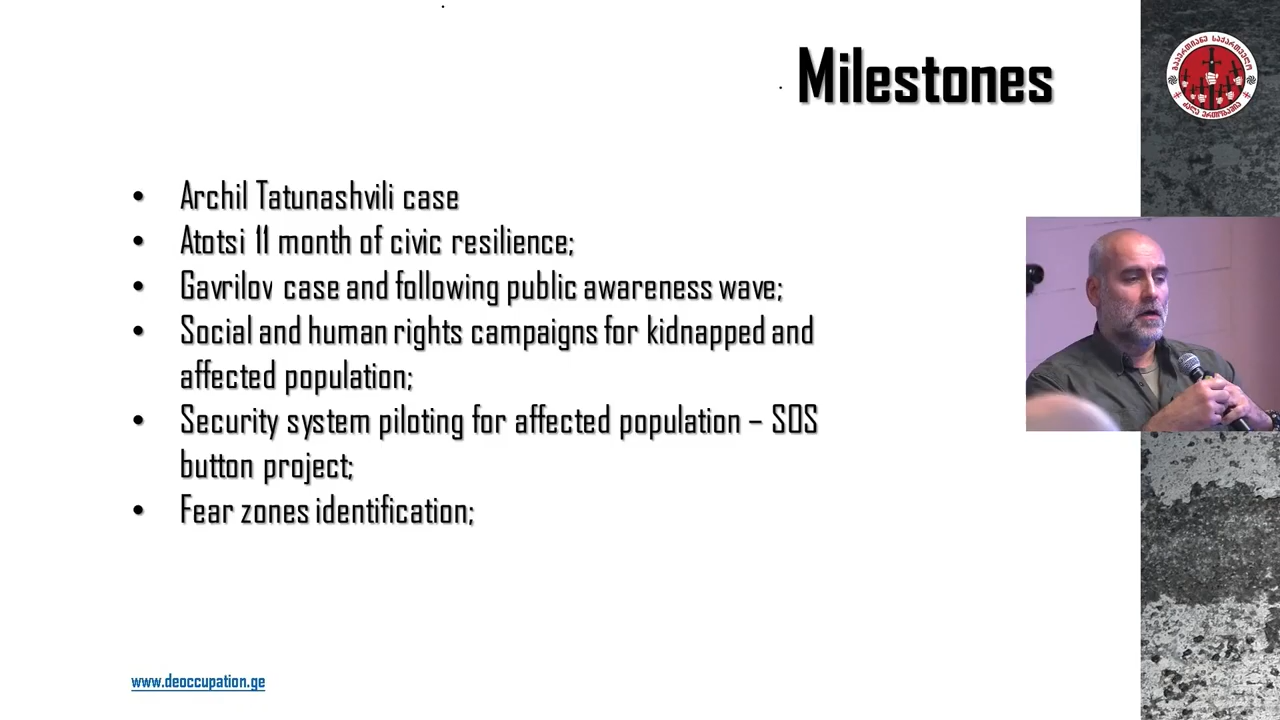 Milestones
• Archil Tatunashvili case
• Atotsi 11 month of civic resilience;
• Gavrilov case and following public awareness wave;
• Social and human rights campaigns for kidnapped and
affected population;
• Security system piloting for affected population – SOS
button project;
• Fear zones identification;
www.deoccupation.ge
ძალა ერთობაშია